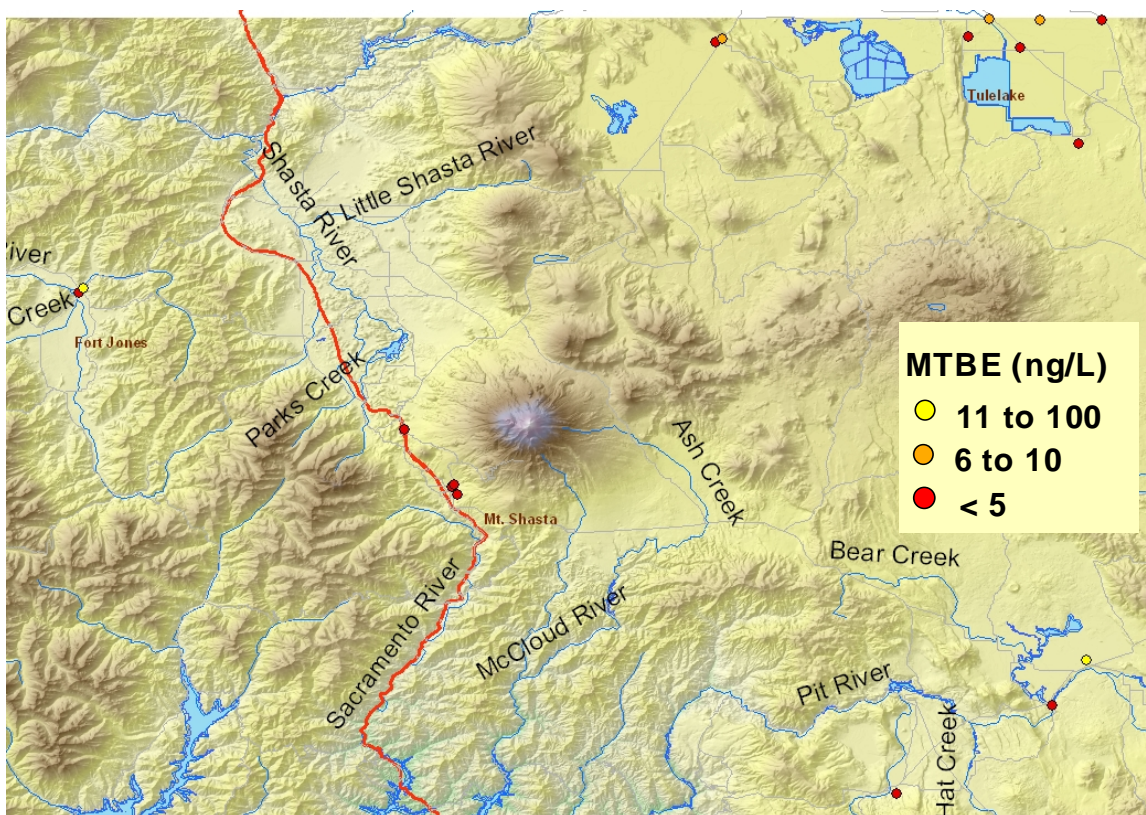 Tulelake
Shasta River
Little Shasta River
iver
Creek
Fort Jones
MTBE (ng/L)
11 to 100
6 to 10
< 5
Parks Creek
Ash Creek
Mt. Shasta
Bear Creek
Sacramento River
McCloud River
Pit River
Hat Creek